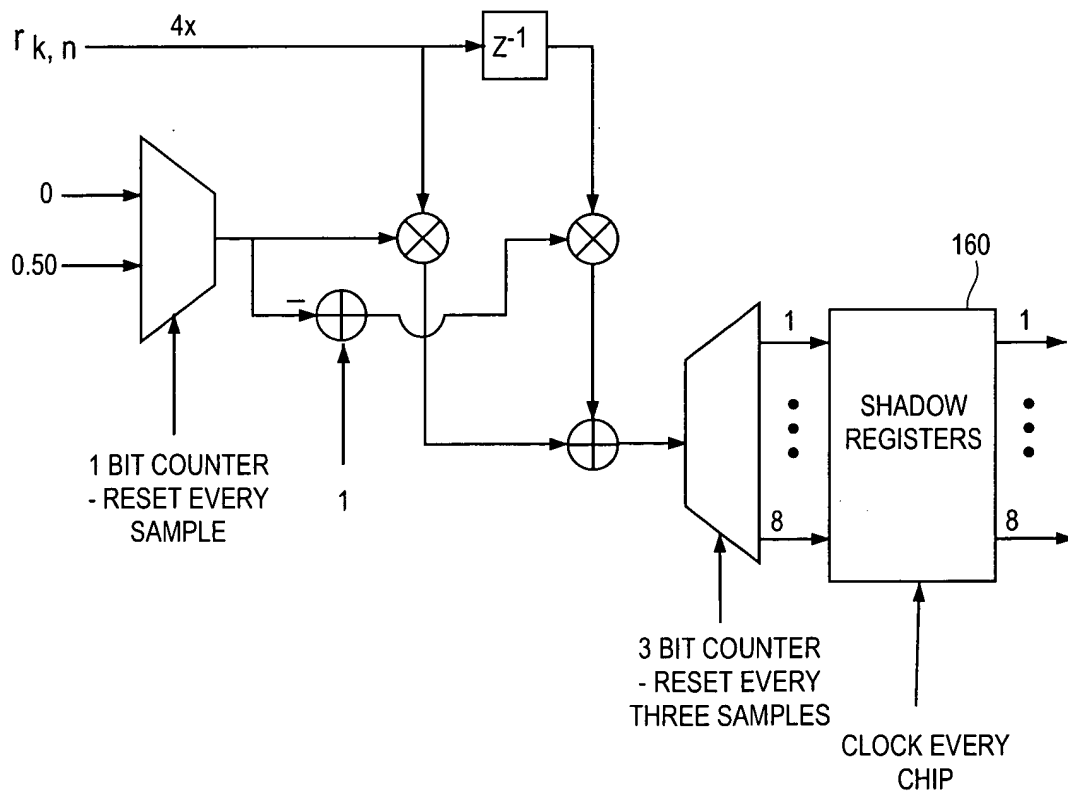 r k, n
4x
Z-1
0
0.50
–
1
1 BIT COUNTER
- RESET EVERY
SAMPLE
160
1
8
SHADOW
REGISTERS
1
8
3 BIT COUNTER
- RESET EVERY
THREE SAMPLES
CLOCK EVERY
CHIP